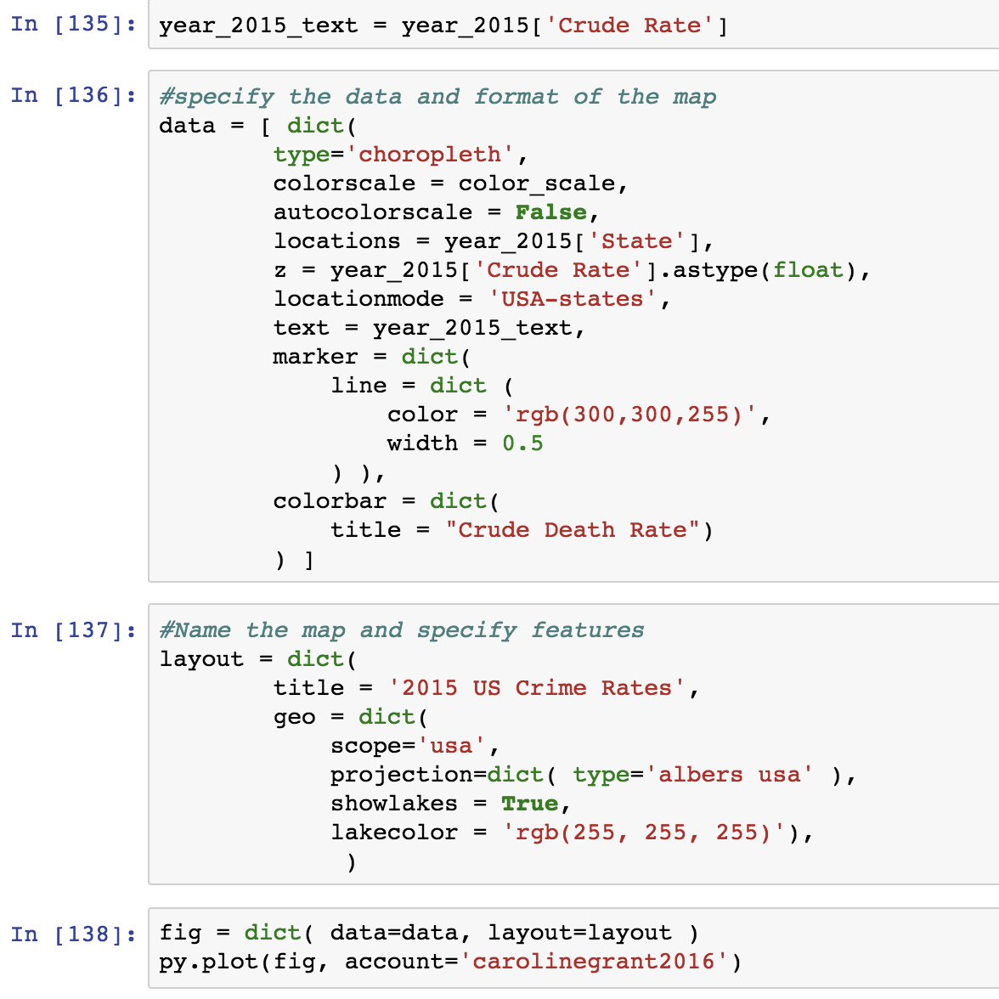 In [135]: year_2015_text = year_2015['Crude Rate']
In [136]: #specify the data and format of the map
data = [ dict(
        type='choropleth',
        colorscale = color_scale,
        autocolorscale = False,
        locations = year_2015['State'],
        z = year_2015['Crude Rate'].astype(float),
        locationmode = 'USA-states',
        text = year_2015_text,
        marker = dict(
            line = dict (
                color = 'rgb(300,300,255)',
                width = 0.5
            ) ),
        colorbar = dict(
            title = "Crude Death Rate")
        ) ]
In [137]: #Name the map and specify features
layout = dict(
        title = '2015 US Crime Rates',
        geo = dict(
            scope='usa',
            projection=dict( type='albers usa' ),
            showlakes = True,
            lakecolor = 'rgb(255, 255, 255)'),
             )
In [138]: fig = dict( data=data, layout=layout )
py.plot(fig, account='carolinegrant2016')